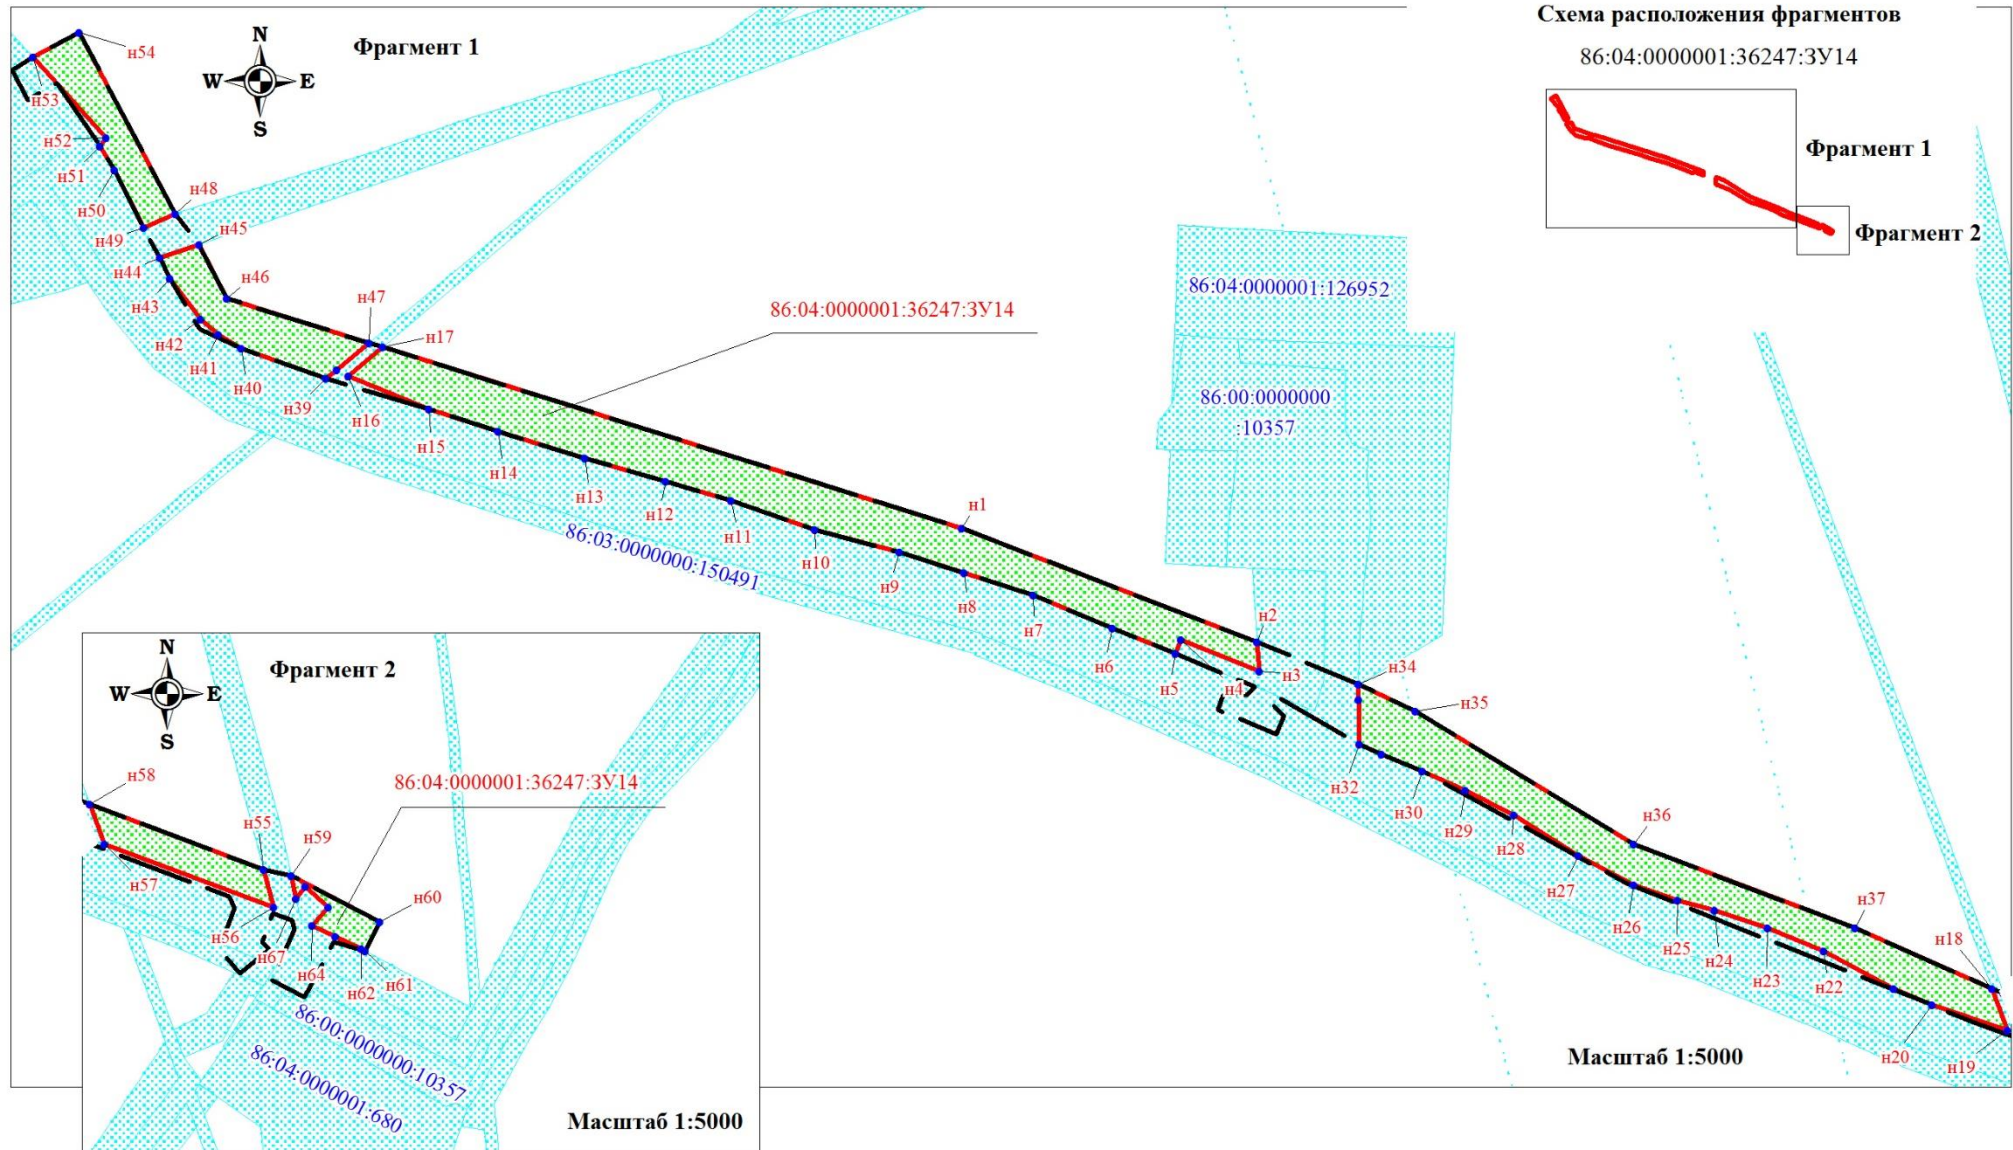 Схема расположения фрагментов
86:04:0000001:36247:ЗУ14
Фрагмент 1
Фрагмент 2
Фрагмент 1
N
W
E
S
н54
н53
н52
н51
н50
н49
н48
н45
н44
н43
н46
н47
н42
н41
н40
н39
н17
н16
н15
н14
н13
н12
н11
н10
н9
н8
н7
н6
н5
н4
н3
н2
н1
86:04:0000001:36247:ЗУ14
86:04:0000001:126952
86:00:0000000
:10357
86:03:0000000:150491
н34
н35
н32
н30
н29
н28
н27
н36
н26
н25
н24
н23
н22
н37
н18
н20
н19
Масштаб 1:5000
Фрагмент 2
N
W
E
S
н58
86:04:0000001:36247:ЗУ14
н55
н59
н57
н60
н56
н67
н64
н62
н61
86:00:0000000:10357
86:04:0000001:680
Масштаб 1:5000